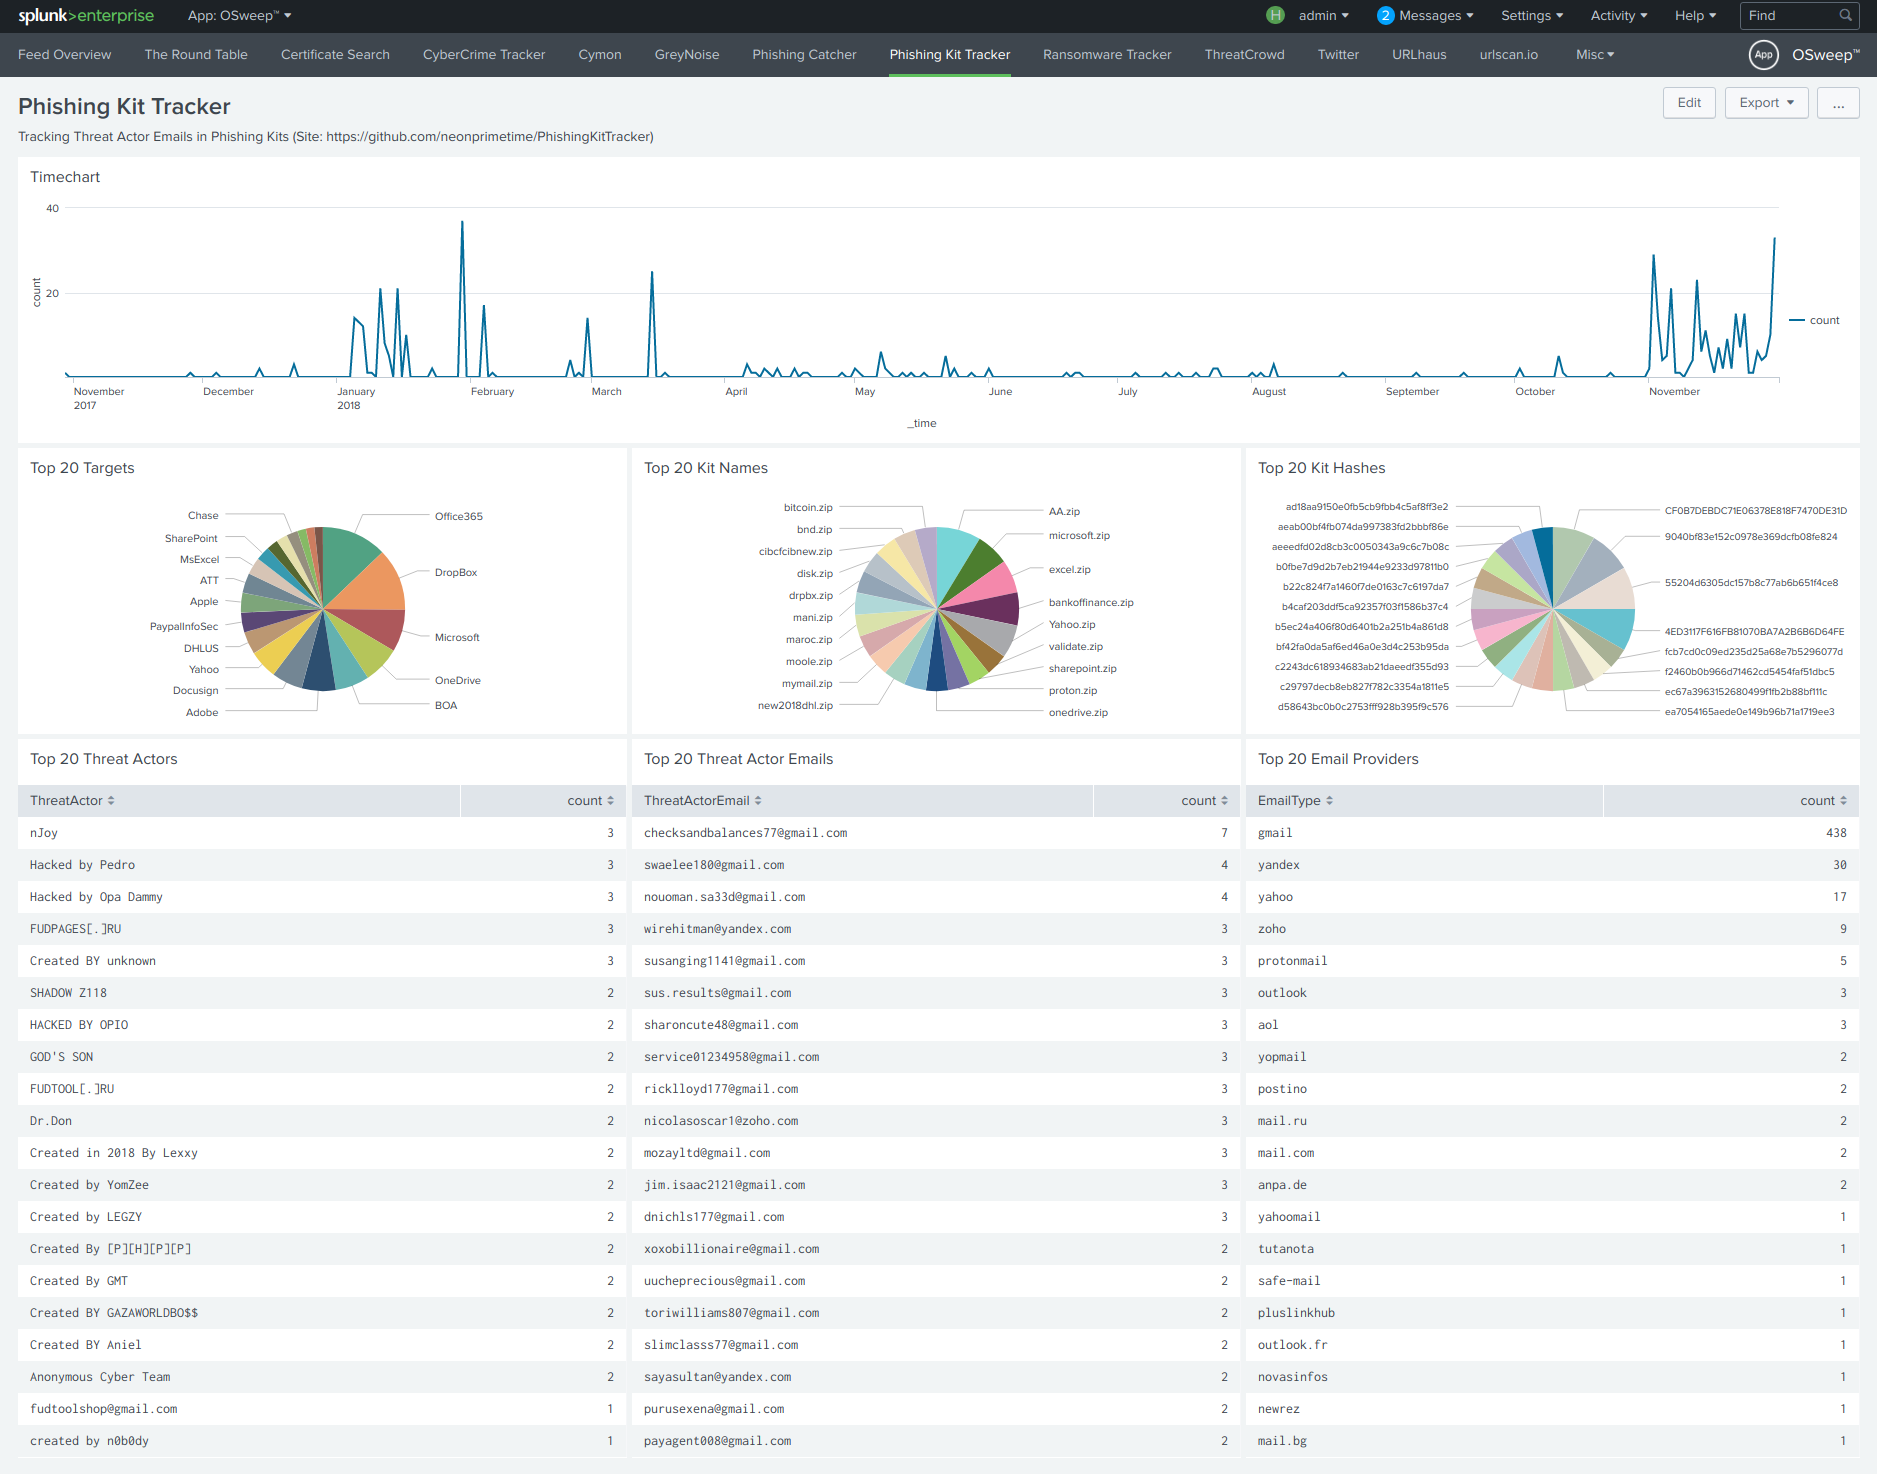 splunk>enterprise App: OSweep™ H admin 2 Messages Settings Activity Help Find
Feed Overview The Round Table Certificate Search CyberCrime Tracker Cymon GreyNoise Phishing Catcher Phishing Kit Tracker Ransomware Tracker ThreatCrowd Twitter URLhaus urlscan.io Misc App OSweep™
Phishing Kit Tracker
Edit Export ...
Tracking Threat Actor Emails in Phishing Kits (Site: https://github.com/neonprimetime/PhishingKitTracker)
Timechart
40
20
count
count
November December January February March April May June July August September October November
2017 2018
_time
Top 20 Targets
Chase
SharePoint
MsExcel
ATT
Apple
PaypalInfoSec
DHLUS
Yahoo
Docusign
Adobe
Office365
DropBox
Microsoft
OneDrive
BOA
Top 20 Kit Names
bitcoin.zip
bnd.zip
cibcfcibnew.zip
disk.zip
drpbx.zip
mani.zip
maroc.zip
moole.zip
mymail.zip
new2018dhl.zip
AA.zip
microsoft.zip
excel.zip
bankoffinance.zip
Yahoo.zip
validate.zip
sharepoint.zip
proton.zip
onedrive.zip
Top 20 Kit Hashes
ad18aa9150e0fb5cb9fbb4c5af8ff3e2
aeab00bf4fb074da997383fd2bbbf86e
aeeedfd02d8cb3c0050343a9c6c7b08c
b0fbe7d9d2b7eb21944e9233d97811b0
b22c824f7a1460f7de0163c7c6197da7
b4caf203ddf5ca92357f03f1586b37c4
b5ec24a406f80d6401b2a251b4a861d8
bf42fa0da5af6ed46a0e3d4c253b95da
c2243dc618934683ab21daeedf355d93
c29797decb8eb827f782c3354a1811e5
d58643bc0b0c2753fff928b395f9c576
CF0B7DEBDC71E06378E818F7470DE31D
9040bf83e152c0978e369dcfb08fe824
55204d6305dc157b8c77ab6b651f4ce8
4ED3117F616FB81070BA7A2B6B6D64FE
fcb7cd0c09ed235d25a68e7b5296077d
f2460b0b966d71462cd5454faf51dbc5
ec67a3963152680499f1fb2b88bf111c
ea7054165aede0e149b96b71a1719ee3
Top 20 Threat Actors
ThreatActor count
nJoy 3
Hacked by Pedro 3
Hacked by Opa Dammy 3
FUDPAGES[.]RU 3
Created BY unknown 3
SHADOW Z118 2
HACKED BY OPIO 2
GOD'S SON 2
FUDTOOL[.]RU 2
Dr.Don 2
Created in 2018 By Lexxy 2
Created by YomZee 2
Created by LEGZY 2
Created By [P][H][P][P] 2
Created By GMT 2
Created BY GAZAWORLDBO$$ 2
Created BY Aniel 2
Anonymous Cyber Team 2
fudtoolshop@gmail.com 1
created by n0b0dy 1
Top 20 Threat Actor Emails
ThreatActorEmail count
checksandbalances77@gmail.com 7
swaelee180@gmail.com 4
nouoman.sa33d@gmail.com 4
wirehitman@yandex.com 3
susanging1141@gmail.com 3
sus.results@gmail.com 3
sharoncute48@gmail.com 3
service01234958@gmail.com 3
ricklloyd177@gmail.com 3
nicolasoscar1@zoho.com 3
mozayltd@gmail.com 3
jim.isaac2121@gmail.com 3
dnichls177@gmail.com 3
xoxobillionaire@gmail.com 2
uucheprecious@gmail.com 2
toriwilliams807@gmail.com 2
slimclasss77@gmail.com 2
sayasultan@yandex.com 2
purusexena@gmail.com 2
payagent008@gmail.com 2
Top 20 Email Providers
EmailType count
gmail 438
yandex 30
yahoo 17
zoho 9
protonmail 5
outlook 3
aol 3
yopmail 2
postino 2
mail.ru 2
mail.com 2
anpa.de 2
yahoomail 1
tutanota 1
safe-mail 1
pluslinkhub 1
outlook.fr 1
novasinfos 1
newrez 1
mail.bg 1